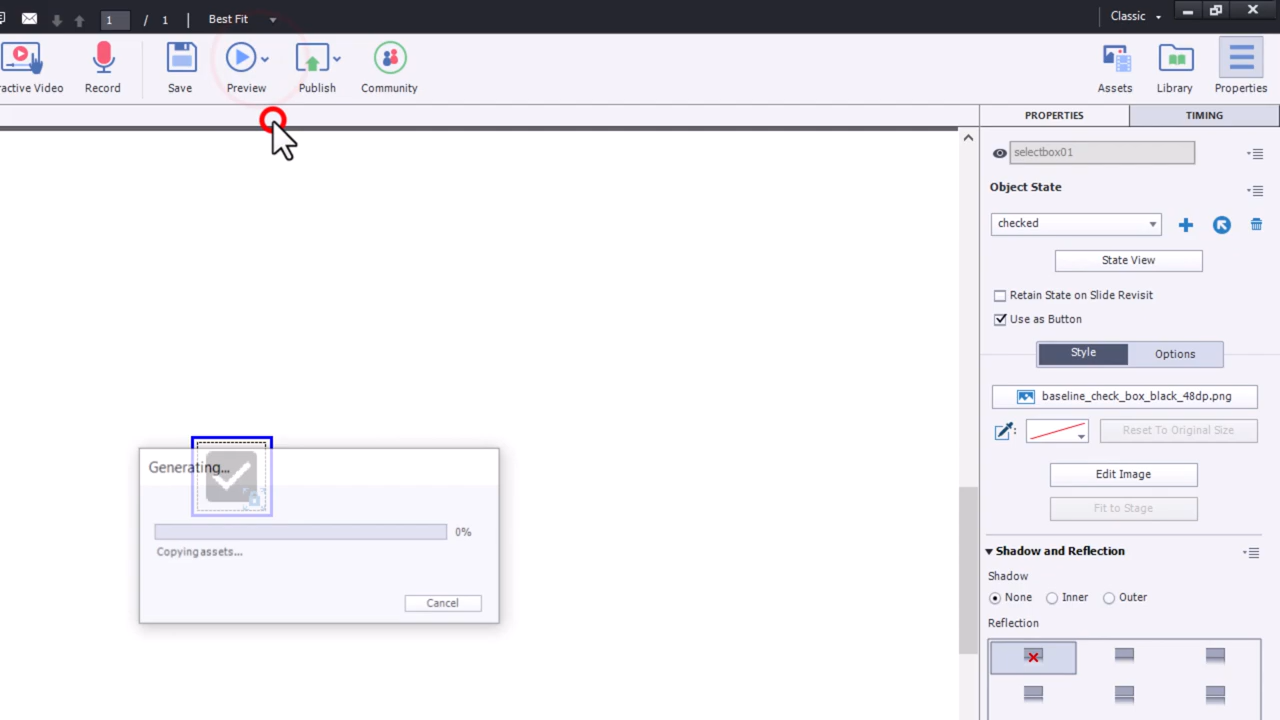 1 / 1 | Best Fit
Classic
active Video
Record
Save
Preview
Publish
Community
Assets
Library
Properties
PROPERTIES
TIMING
selectbox01
Object State
checked
State View
Retain State on Slide Revisit
Use as Button
Style
Options
baseline_check_box_black_48dp.png
Reset To Original Size
Edit Image
Fit to Stage
Shadow and Reflection
Shadow
None
Inner
Outer
Reflection
Generating...
0%
Copying assets...
Cancel